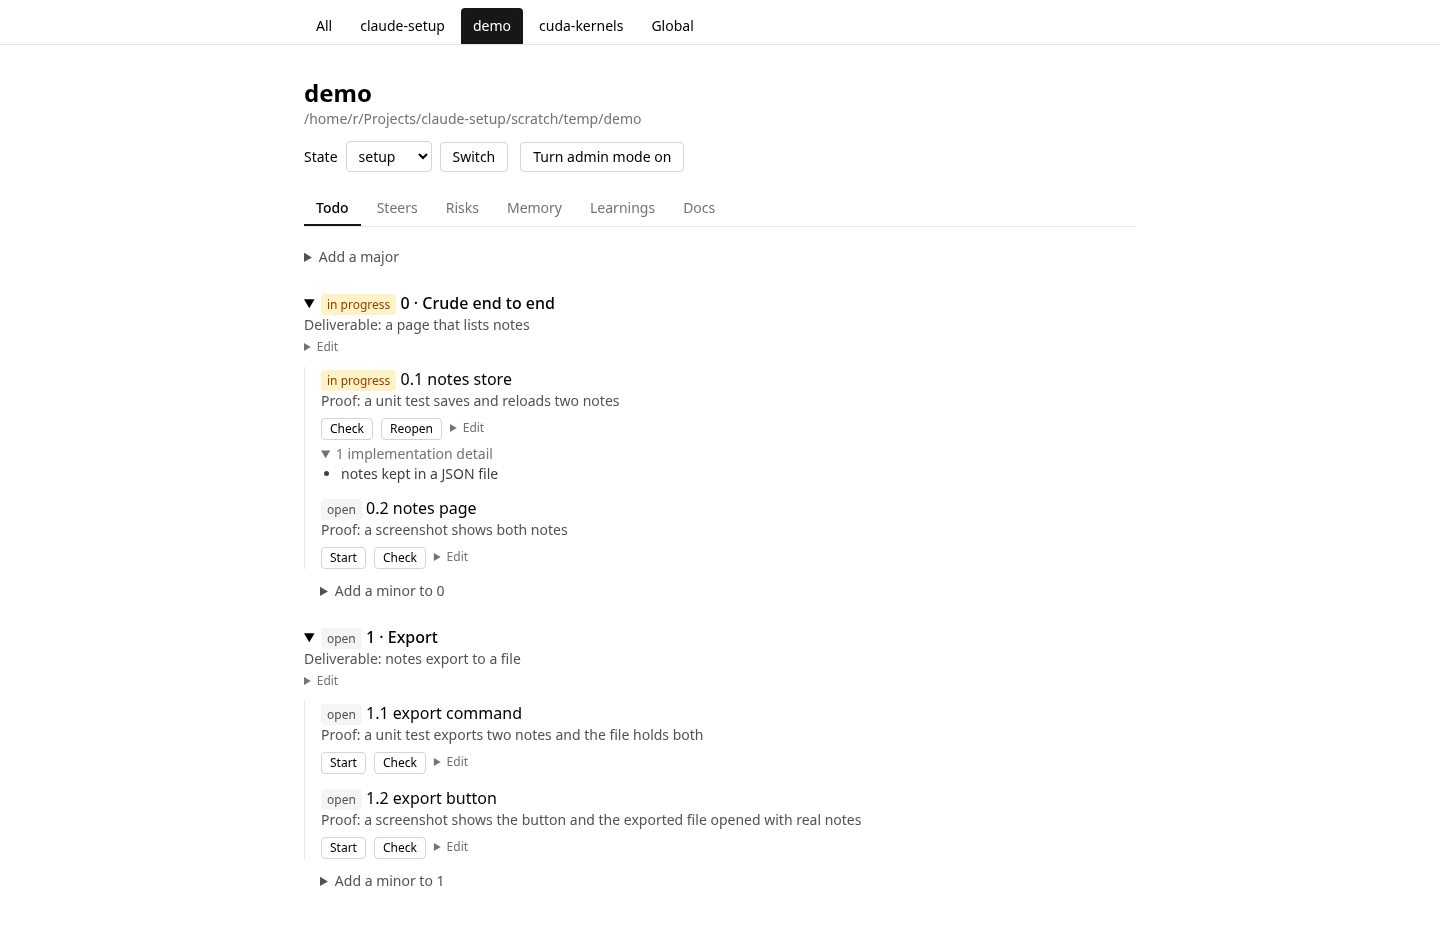 All claude-setup demo cuda-kernels Global
demo
/home/r/Projects/claude-setup/scratch/temp/demo
State setup Switch Turn admin mode on
Todo Steers Risks Memory Learnings Docs
Add a major
in progress 0 · Crude end to end
Deliverable: a page that lists notes
Edit
in progress 0.1 notes store
Proof: a unit test saves and reloads two notes
Check Reopen Edit
1 implementation detail
notes kept in a JSON file
open 0.2 notes page
Proof: a screenshot shows both notes
Start Check Edit
Add a minor to 0
open 1 · Export
Deliverable: notes export to a file
Edit
open 1.1 export command
Proof: a unit test exports two notes and the file holds both
Start Check Edit
open 1.2 export button
Proof: a screenshot shows the button and the exported file opened with real notes
Start Check Edit
Add a minor to 1